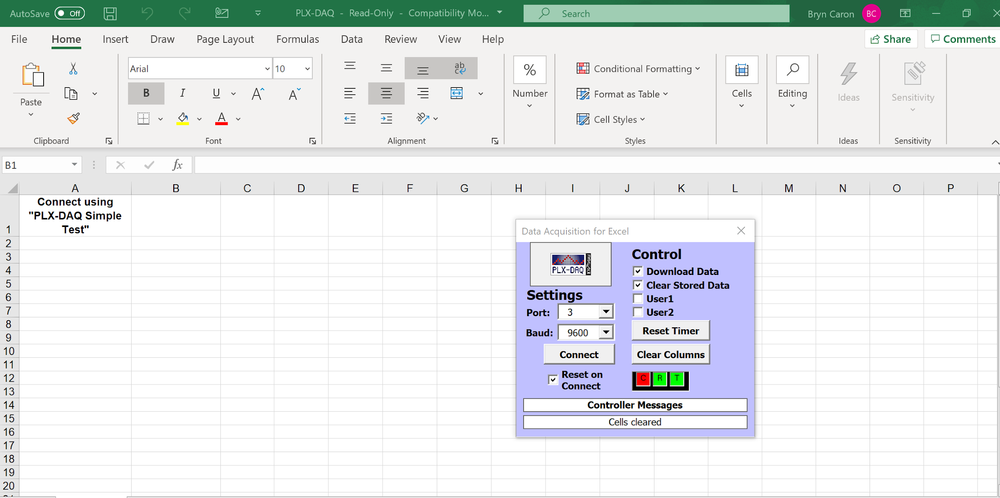 AutoSave Off PLX-DAQ - Read-Only - Compatibility Mo... Search Bryn Caron BC
File Home Insert Draw Page Layout Formulas Data Review View Help Share Comments
Paste
Arial 10
B I U A A
ab
c
A
ab
%
Number
Conditional Formatting
Format as Table
Cell Styles
Cells
Editing
Ideas
Sensitivity
Clipboard Font Alignment Styles Ideas Sensitivity
B1 fx
A B C D E F G H I J K L M N O P
1 Connect using
"PLX-DAQ Simple
Test"
2
3
4
5
6
7
8
9
10
11
12
13
14
15
16
17
18
19
20
Data Acquisition for Excel
PLX-DAQ
Control
Download Data
Clear Stored Data
User1
User2
Settings
Port: 3
Baud: 9600
Reset Timer
Connect
Clear Columns
Reset on
Connect
C R T
Controller Messages
Cells cleared